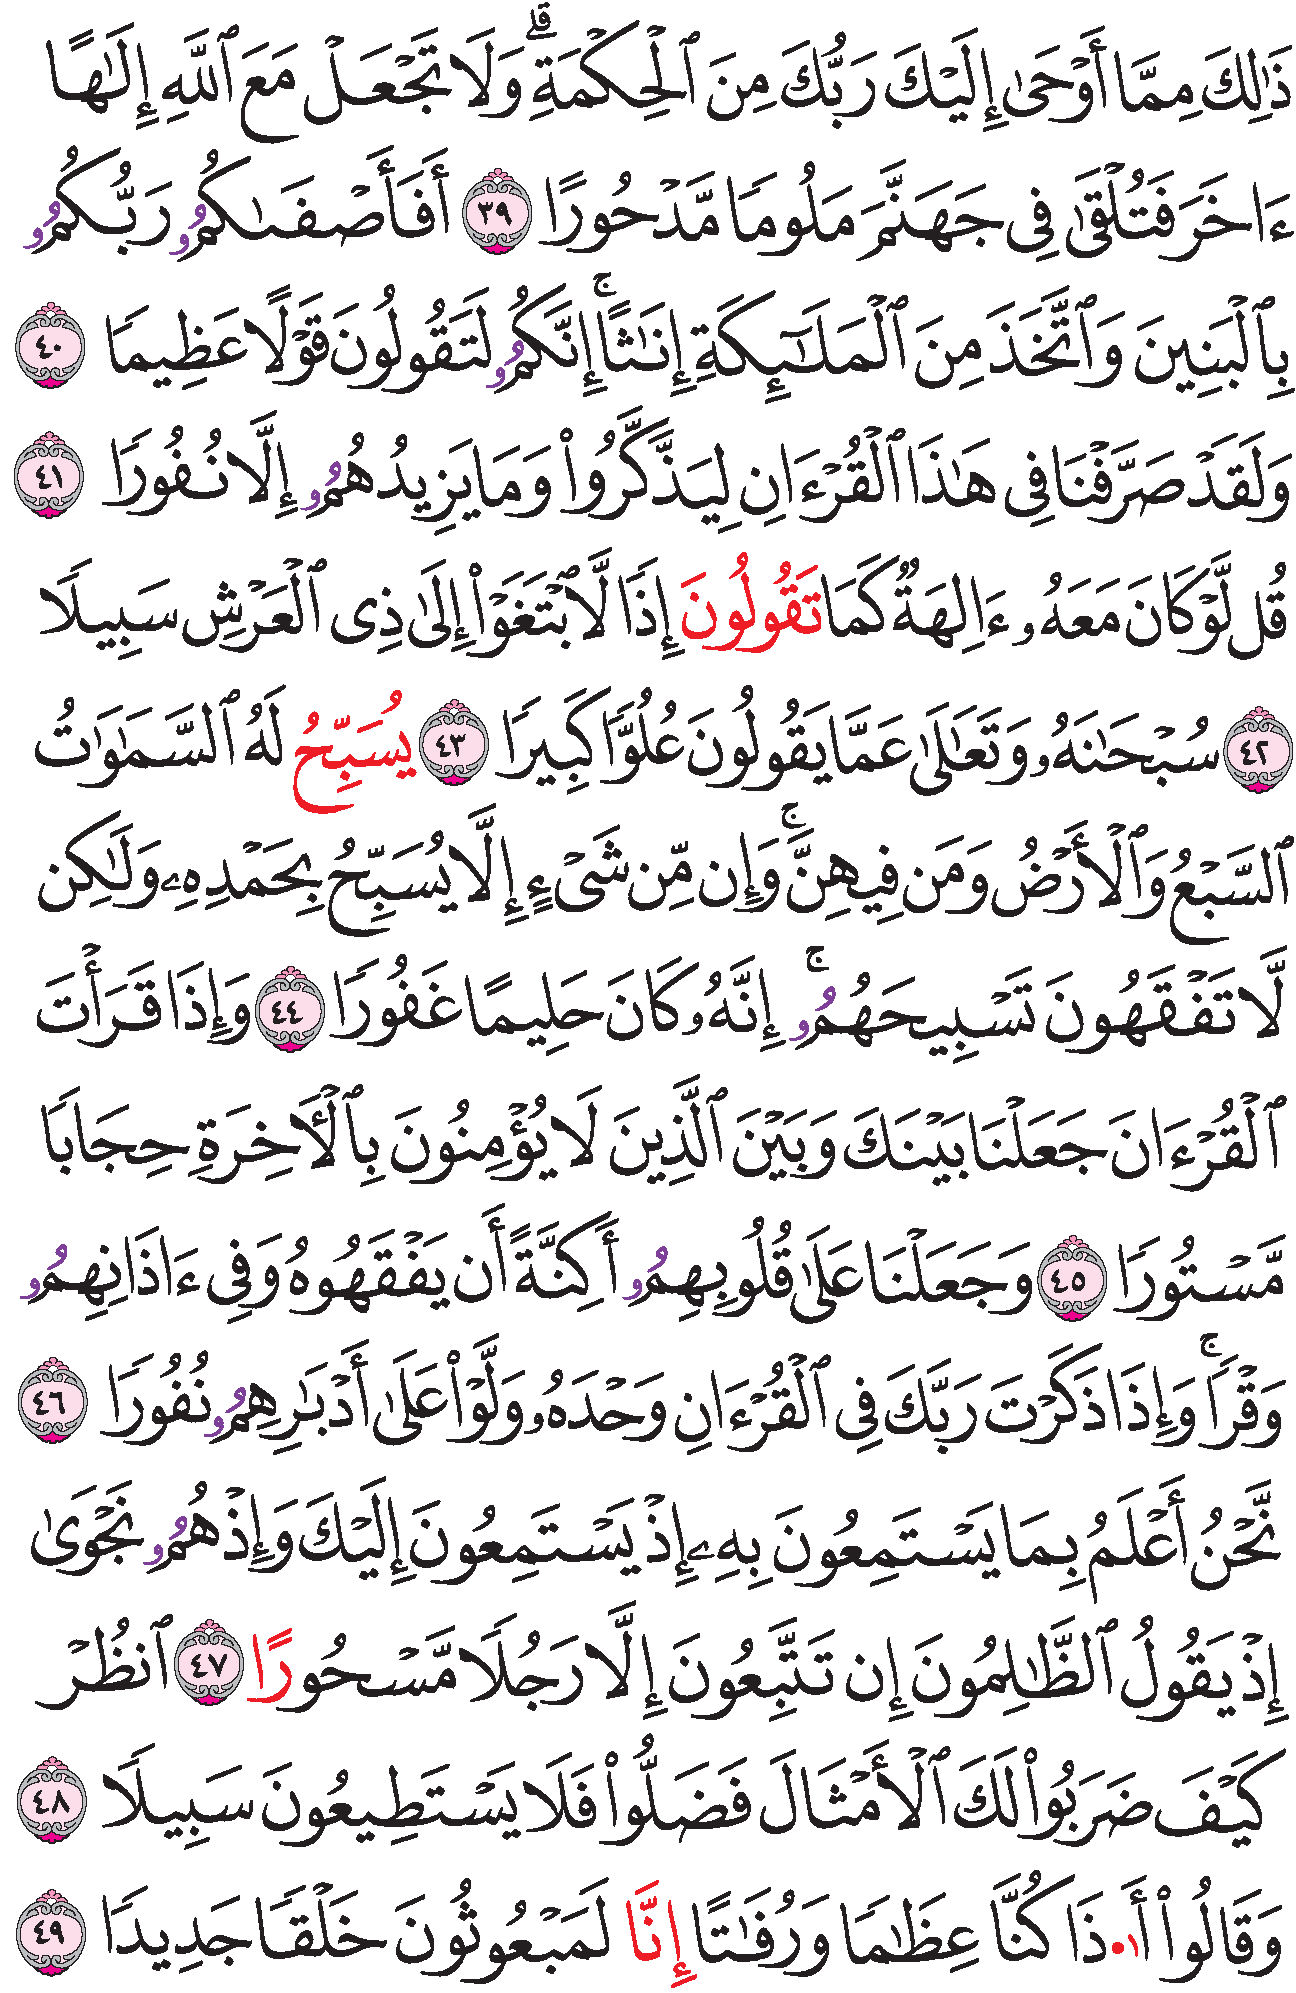 ذَٰلِكَ مِمَّا أَوْحَىٰ إِلَيْكَ رَبُّكَ مِنَ ٱلْحِكْمَةِ ۗ وَلَا تَجْعَلْ مَعَ ٱللَّهِ إِلَٰهًا
ءَاخَرَ فَتُلْقَىٰ فِى جَهَنَّمَ مَلُومًا مَّدْحُورًا ٣٩ أَفَأَصْفَىٰكُمُۥ رَبُّكُمُۥ
بِٱلْبَنِينَ وَٱتَّخَذَ مِنَ ٱلْمَلَٰٓئِكَةِ إِنَٰثًا ۚ إِنَّكُمُۥ لَتَقُولُونَ قَوْلًا عَظِيمًا ٤٠
وَلَقَدْ صَرَّفْنَا فِى هَٰذَا ٱلْقُرْءَانِ لِيَذَّكَّرُوا۟ وَمَا يَزِيدُهُمُۥ إِلَّا نُفُورًا ٤١
قُل لَّوْ كَانَ مَعَهُۥ ءَالِهَةٌ كَمَا تَقُولُونَ إِذًا لَّٱبْتَغَوْا۟ إِلَىٰ ذِى ٱلْعَرْشِ سَبِيلًا
٤٢ سُبْحَٰنَهُۥ وَتَعَٰلَىٰ عَمَّا يَقُولُونَ عُلُوًّا كَبِيرًا ٤٣ يُسَبِّحُ لَهُ ٱلسَّمَٰوَٰتُ
ٱلسَّبْعُ وَٱلْأَرْضُ وَمَن فِيهِنَّ ۚ وَإِن مِّن شَىْءٍ إِلَّا يُسَبِّحُ بِحَمْدِهِۦ وَلَٰكِن
لَّا تَفْقَهُونَ تَسْبِيحَهُمُۥ ۚ إِنَّهُۥ كَانَ حَلِيمًا غَفُورًا ٤٤ وَإِذَا قَرَأْتَ
ٱلْقُرْءَانَ جَعَلْنَا بَيْنَكَ وَبَيْنَ ٱلَّذِينَ لَا يُؤْمِنُونَ بِٱلْأَخِرَةِ حِجَابًا
مَّسْتُورًا ٤٥ وَجَعَلْنَا عَلَىٰ قُلُوبِهِمُۥ أَكِنَّةً أَن يَفْقَهُوهُ وَفِى ءَاذَانِهِمُۥ
وَقْرًا ۚ وَإِذَا ذَكَرْتَ رَبَّكَ فِى ٱلْقُرْءَانِ وَحْدَهُۥ وَلَّوْا۟ عَلَىٰ أَدْبَٰرِهِمُۥ نُفُورًا ٤٦
نَّحْنُ أَعْلَمُ بِمَا يَسْتَمِعُونَ بِهِۦ إِذْ يَسْتَمِعُونَ إِلَيْكَ وَإِذْ هُمُۥ نَجْوَىٰ
إِذْ يَقُولُ ٱلظَّٰلِمُونَ إِن تَتَّبِعُونَ إِلَّا رَجُلًا مَّسْحُورًا ٤٧ ٱنظُرْ
كَيْفَ ضَرَبُوا۟ لَكَ ٱلْأَمْثَالَ فَضَلُّوا۟ فَلَا يَسْتَطِيعُونَ سَبِيلًا ٤٨
وَقَالُوا۟ أَ۟ا•ذَا كُنَّا عِظَٰمًا وَرُفَٰتًا إِنَّا لَمَبْعُوثُونَ خَلْقًا جَدِيدًا ٤٩